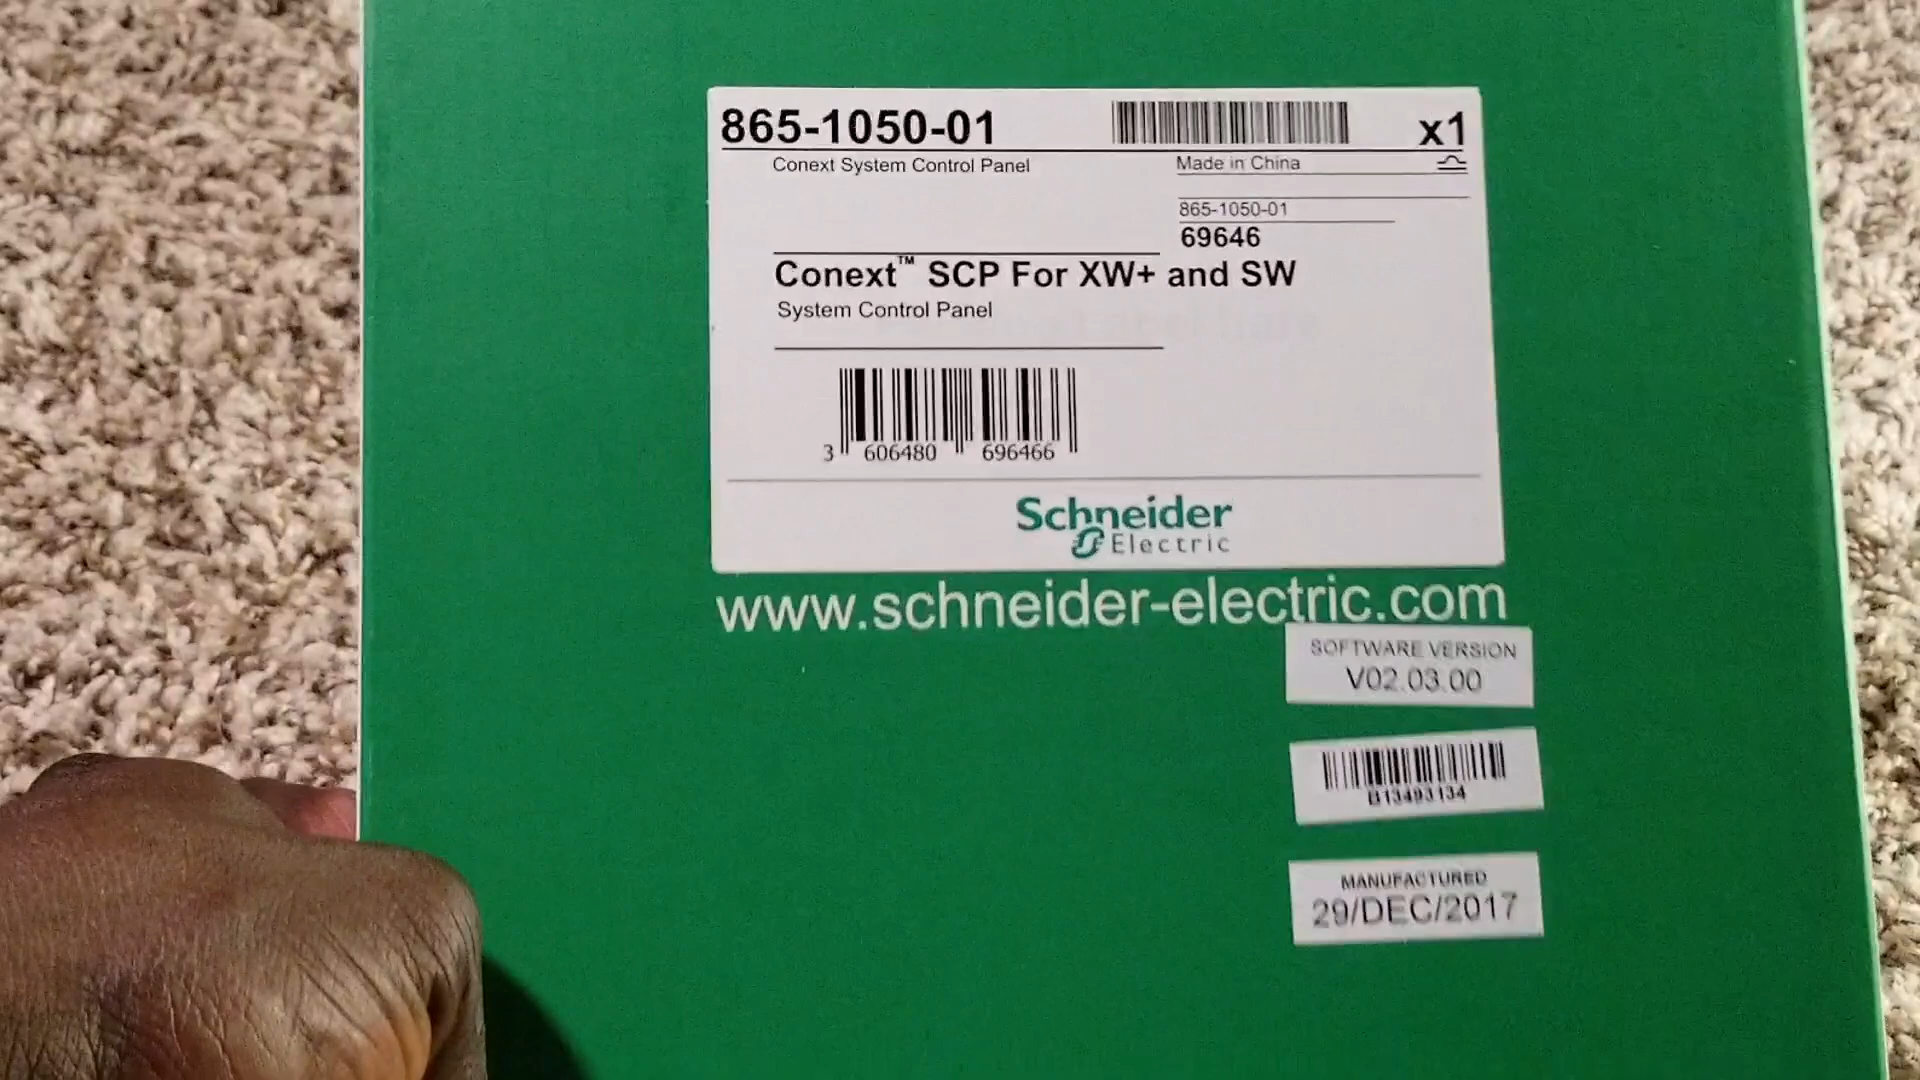 865-1050-01
x1
Conext System Control Panel
Made in China
865-1050-01
69646
Conext™ SCP For XW+ and SW
System Control Panel
3 606480 696466
Schneider
Electric
www.schneider-electric.com
SOFTWARE VERSION
V02.03.00
B13493134
MANUFACTURED
29/DEC/2017